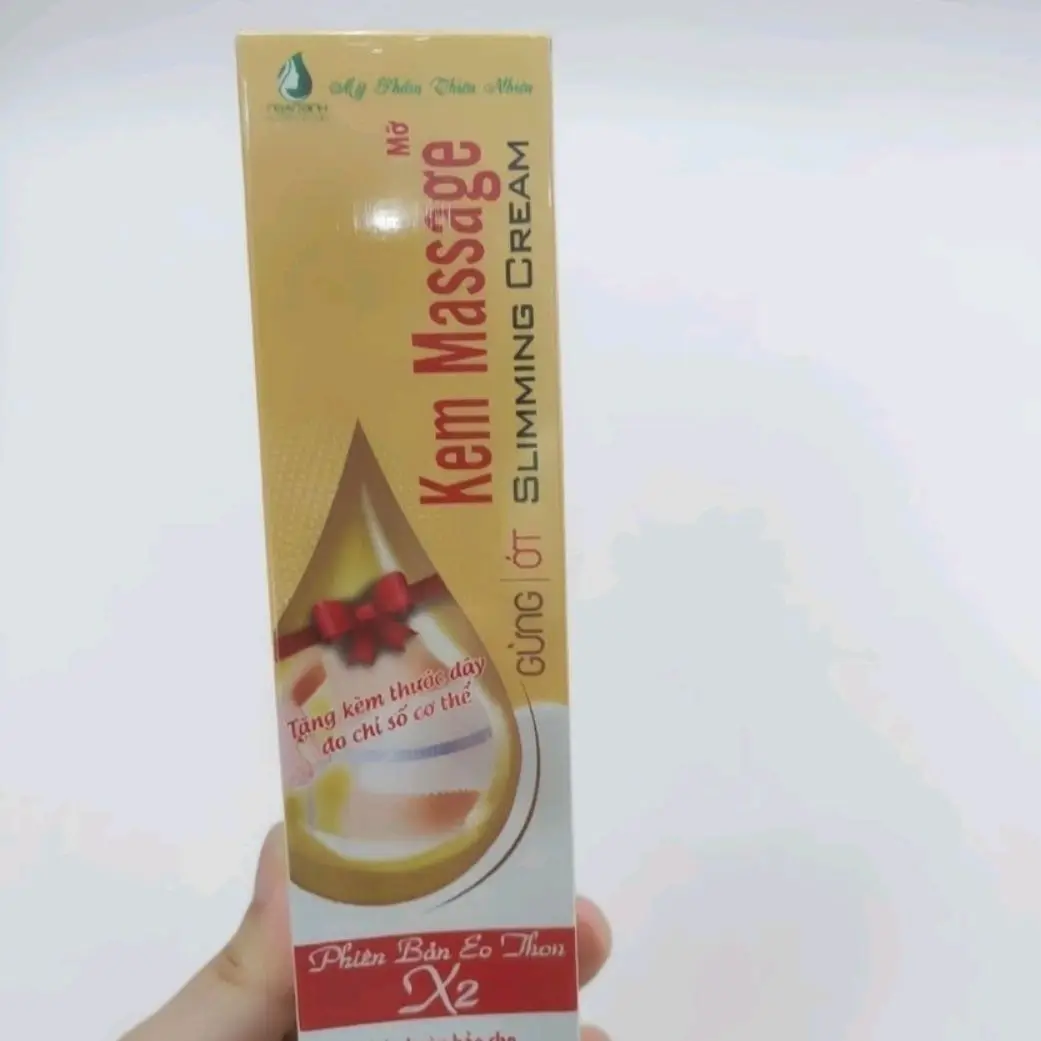 Mỹ Phẩm Thiên Nhiên
Kem Massage Mỡ
GỪNG | ỚT SLIMMING CREAM
Tặng kèm thước dây
đo chỉ số cơ thể
Phiên Bản Eo Thon
X2